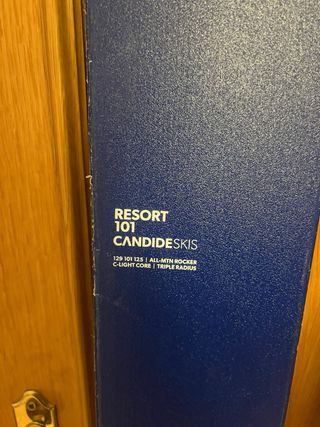 RESORT
101
CANDIDESKIS
129 101 125 | ALL-MTN ROCKER
C-LIGHT CORE | TRIPLE RADIUS